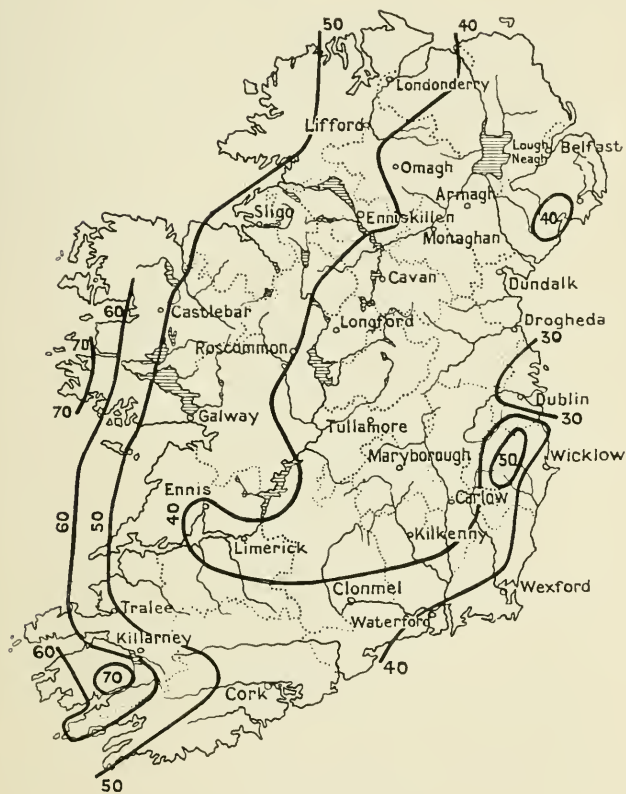 50
40
Londonderry
Lifford
Lough Neagh
Belfast
Omagh
Armagh
Sligo
Enniskillen
40
Monaghan
Cavan
Dundalk
60
Castlebar
Longford
Drogheda
70
Roscommon
30
70
Galway
Dublin
30
Tullamore
Maryborough
50
Wicklow
Ennis
Carlow
60
50
40
Limerick
Kilkenny
Clonmel
Wexford
Tralee
Waterford
Killarney
60
40
70
Cork
50